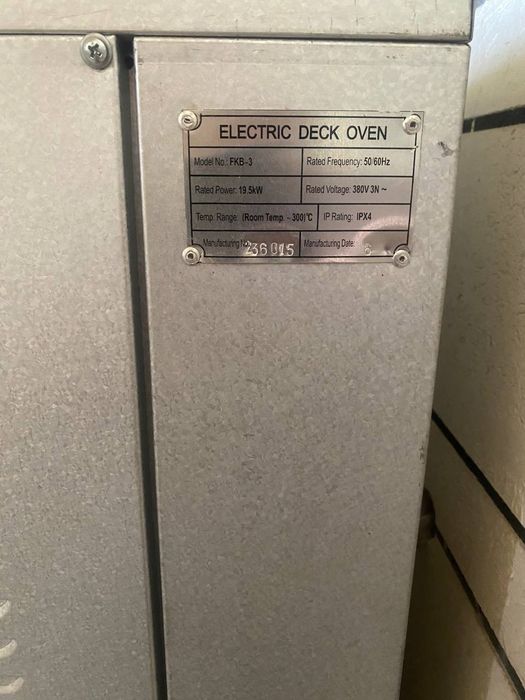 ELECTRIC DECK OVEN
Model No.: FKB-3 Rated Frequency: 50/60Hz
Rated Power: 19.5kW Rated Voltage: 380V 3N ~
Temp. Range: (Room Temp. ~ 300)℃ IP Rating: IPX4
Manufacturing No. 236015 Manufacturing Date: